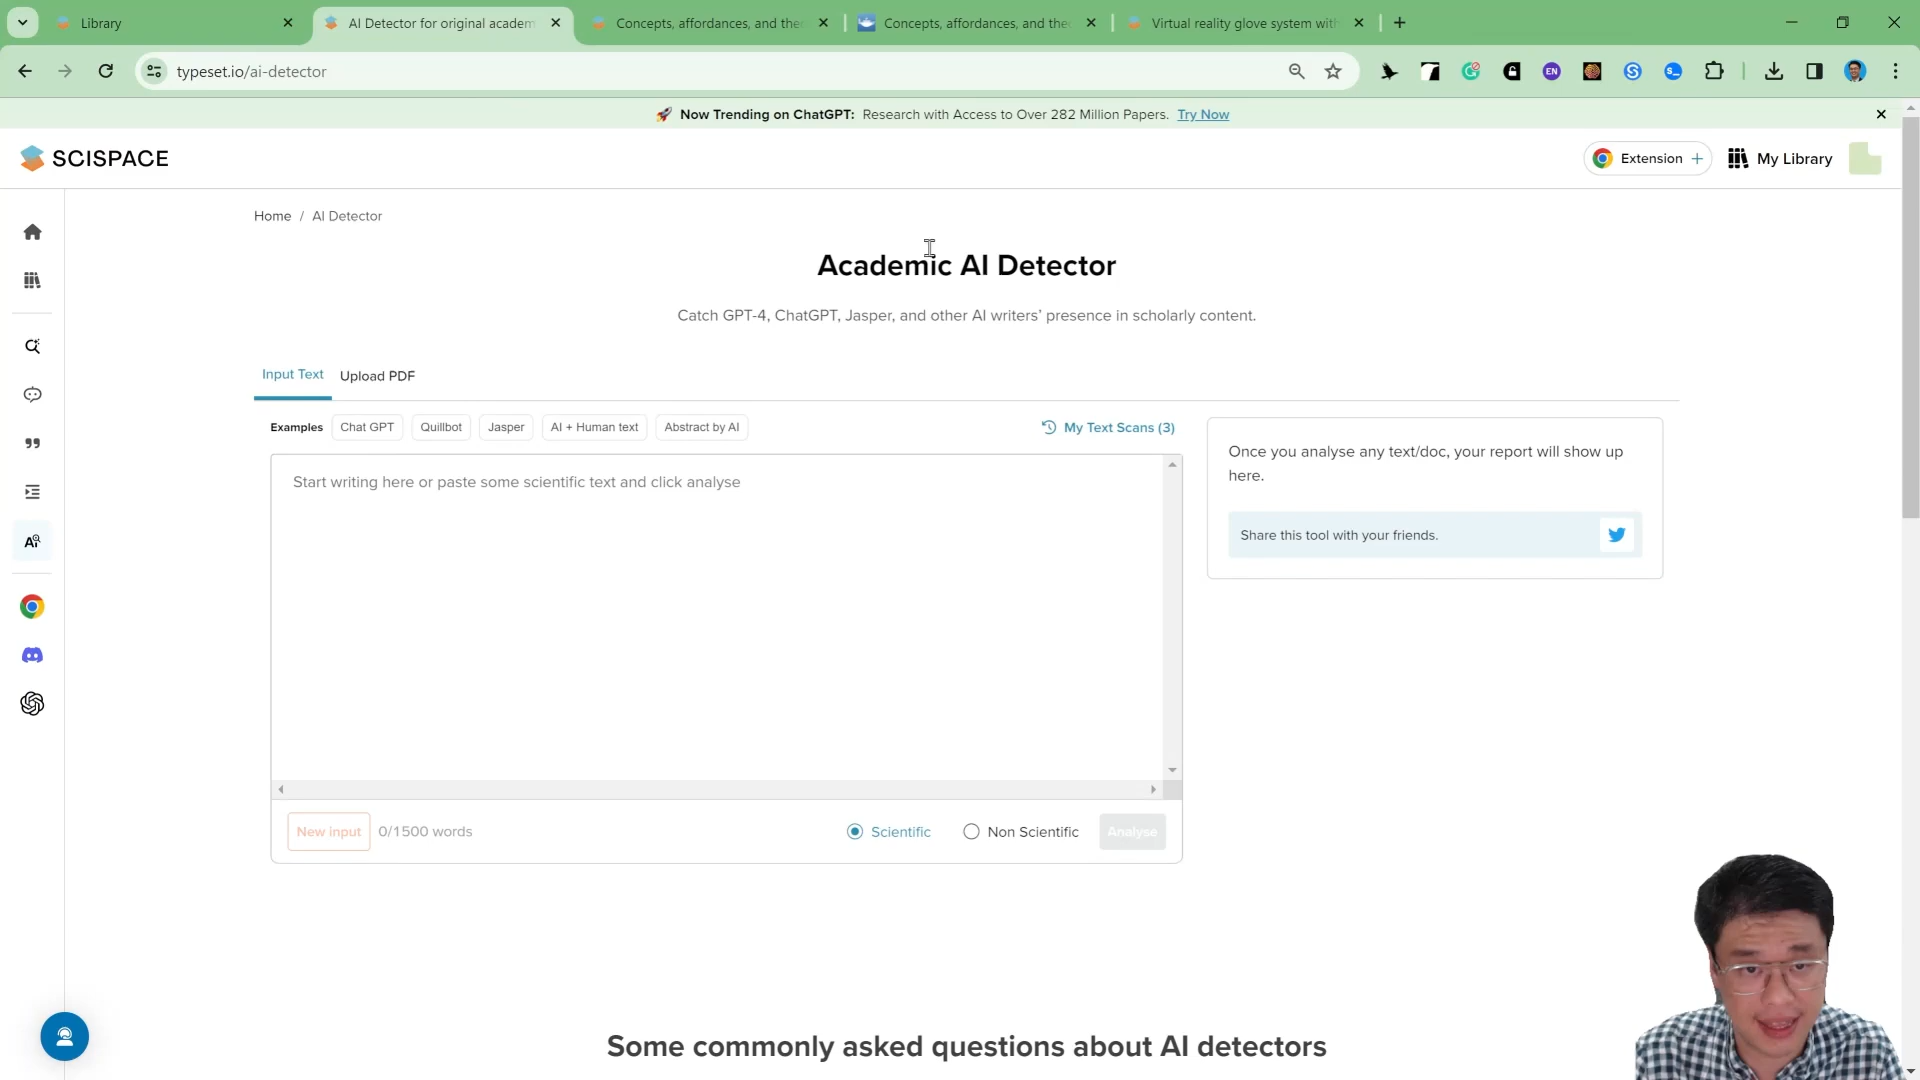 Library
AI Detector for original academ
Concepts, affordances, and the
Concepts, affordances, and the
Virtual reality glove system with
typeset.io/ai-detector
EN
Now Trending on ChatGPT: Research with Access to Over 282 Million Papers. Try Now
SCISPACE
Extension +
My Library
Home / AI Detector
Academic AI Detector
Catch GPT-4, ChatGPT, Jasper, and other AI writers' presence in scholarly content.
Input Text
Upload PDF
Examples
Chat GPT
Quillbot
Jasper
AI + Human text
Abstract by AI
My Text Scans (3)
Start writing here or paste some scientific text and click analyse
Once you analyse any text/doc, your report will show up
here.
Share this tool with your friends.
New input
0/1500 words
Scientific
Non Scientific
Analyse
Some commonly asked questions about AI detectors